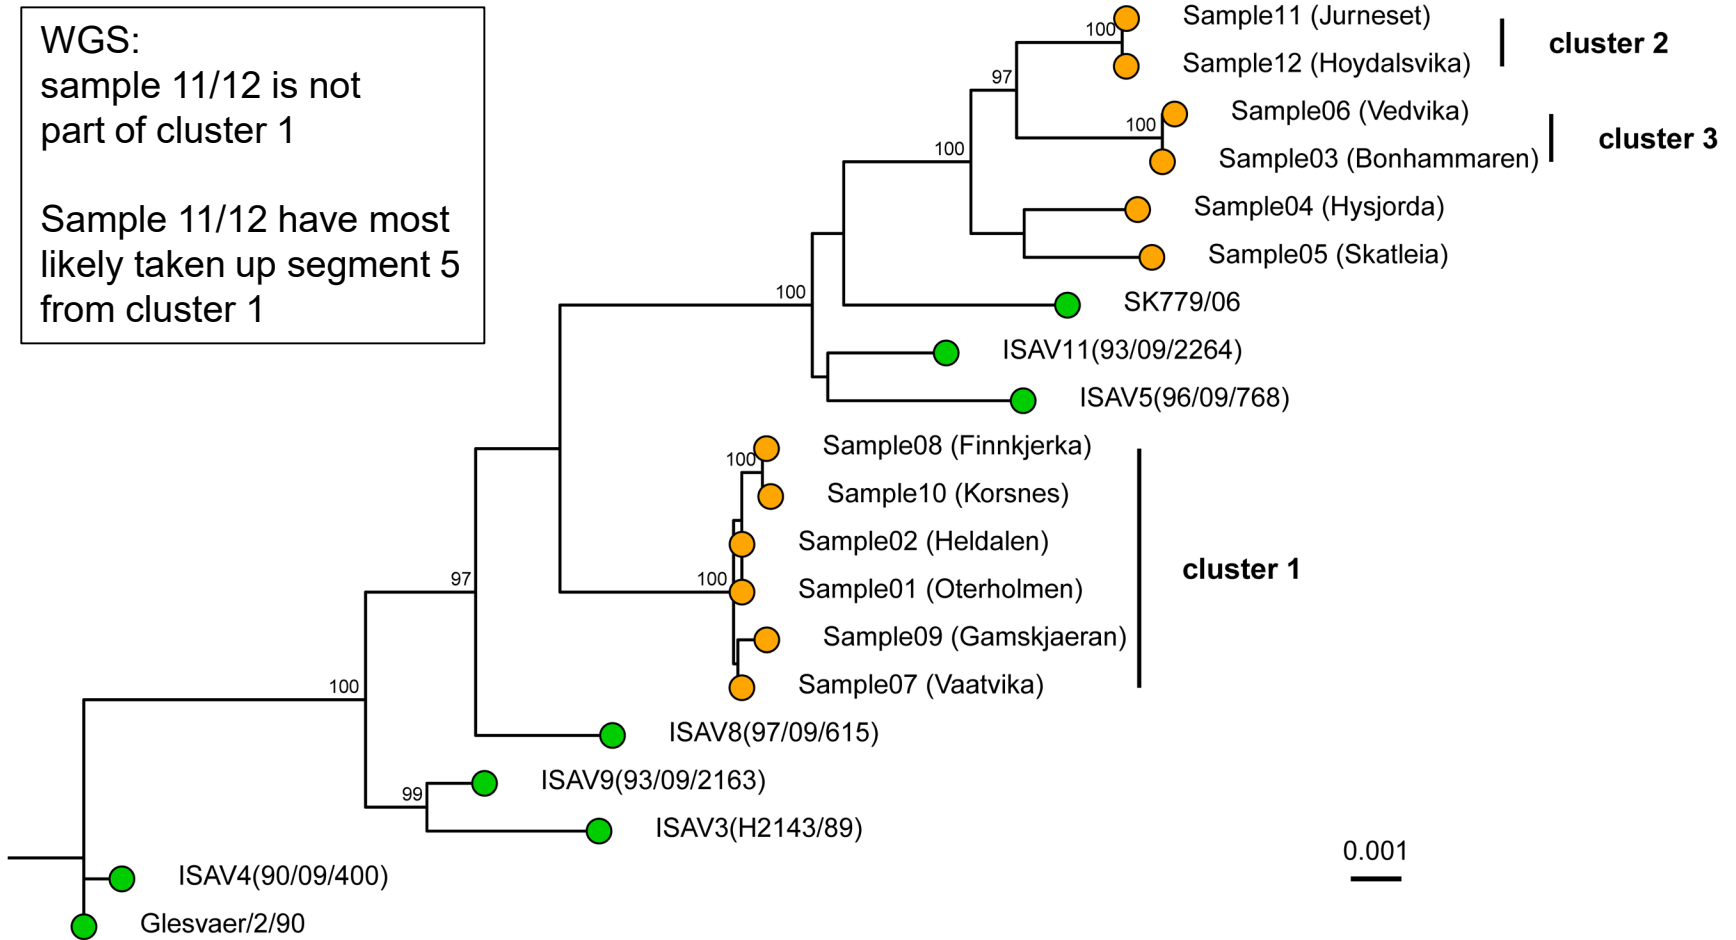 WGS:
sample 11/12 is not
part of cluster 1
Sample 11/12 have most
likely taken up segment 5
from cluster 1
Sample11 (Jurneset)
100
cluster 2
Sample12 (Hoydalsvika)
97
Sample06 (Vedvika)
100
cluster 3
100
Sample03 (Bonhammaren)
Sample04 (Hysjorda)
Sample05 (Skatleia)
100
SK779/06
ISAV11(93/09/2264)
ISAV5(96/09/768)
Sample08 (Finnkjerka)
100
Sample10 (Korsnes)
Sample02 (Heldalen)
cluster 1
97
100
Sample01 (Oterholmen)
Sample09 (Gamskjaeran)
100
Sample07 (Vaatvika)
ISAV8(97/09/615)
ISAV9(93/09/2163)
99
ISAV3(H2143/89)
0.001
ISAV4(90/09/400)
Glesvaer/2/90